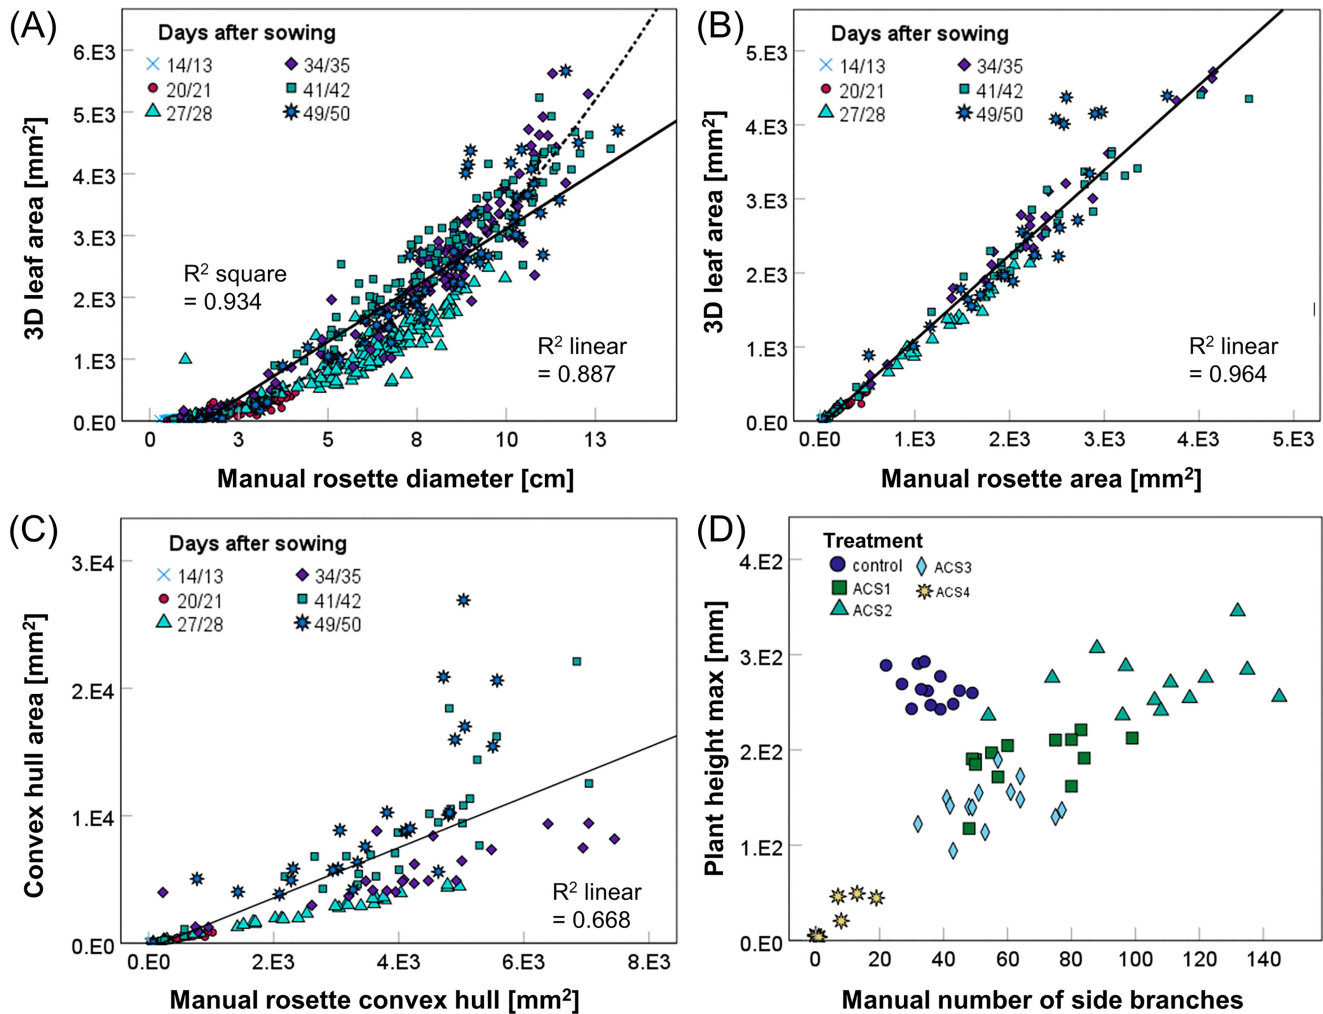 (A)
Days after sowing
14/13
20/21
27/28
34/35
41/42
49/50
R² square
= 0.934
R² linear
= 0.887
6.E3
5.E3
4.E3
3.E3
2.E3
1.E3
0.E0
0 3 5 8 10 13
3D leaf area [mm²]
Manual rosette diameter [cm]
(B)
Days after sowing
14/13
20/21
27/28
34/35
41/42
49/50
R² linear
= 0.964
5.E3
4.E3
3.E3
2.E3
1.E3
0.E0
0.E0 1.E3 2.E3 3.E3 4.E3 5.E3
3D leaf area [mm²]
Manual rosette area [mm²]
(C)
Days after sowing
14/13
20/21
27/28
34/35
41/42
49/50
R² linear
= 0.668
3.E4
2.E4
1.E4
0.E0
0.E0 2.E3 4.E3 6.E3 8.E3
Convex hull area [mm²]
Manual rosette convex hull [mm²]
(D)
Treatment
control
ACS1
ACS2
ACS3
ACS4
4.E2
3.E2
2.E2
1.E2
0.E0
0 20 40 60 80 100 120 140
Plant height max [mm]
Manual number of side branches